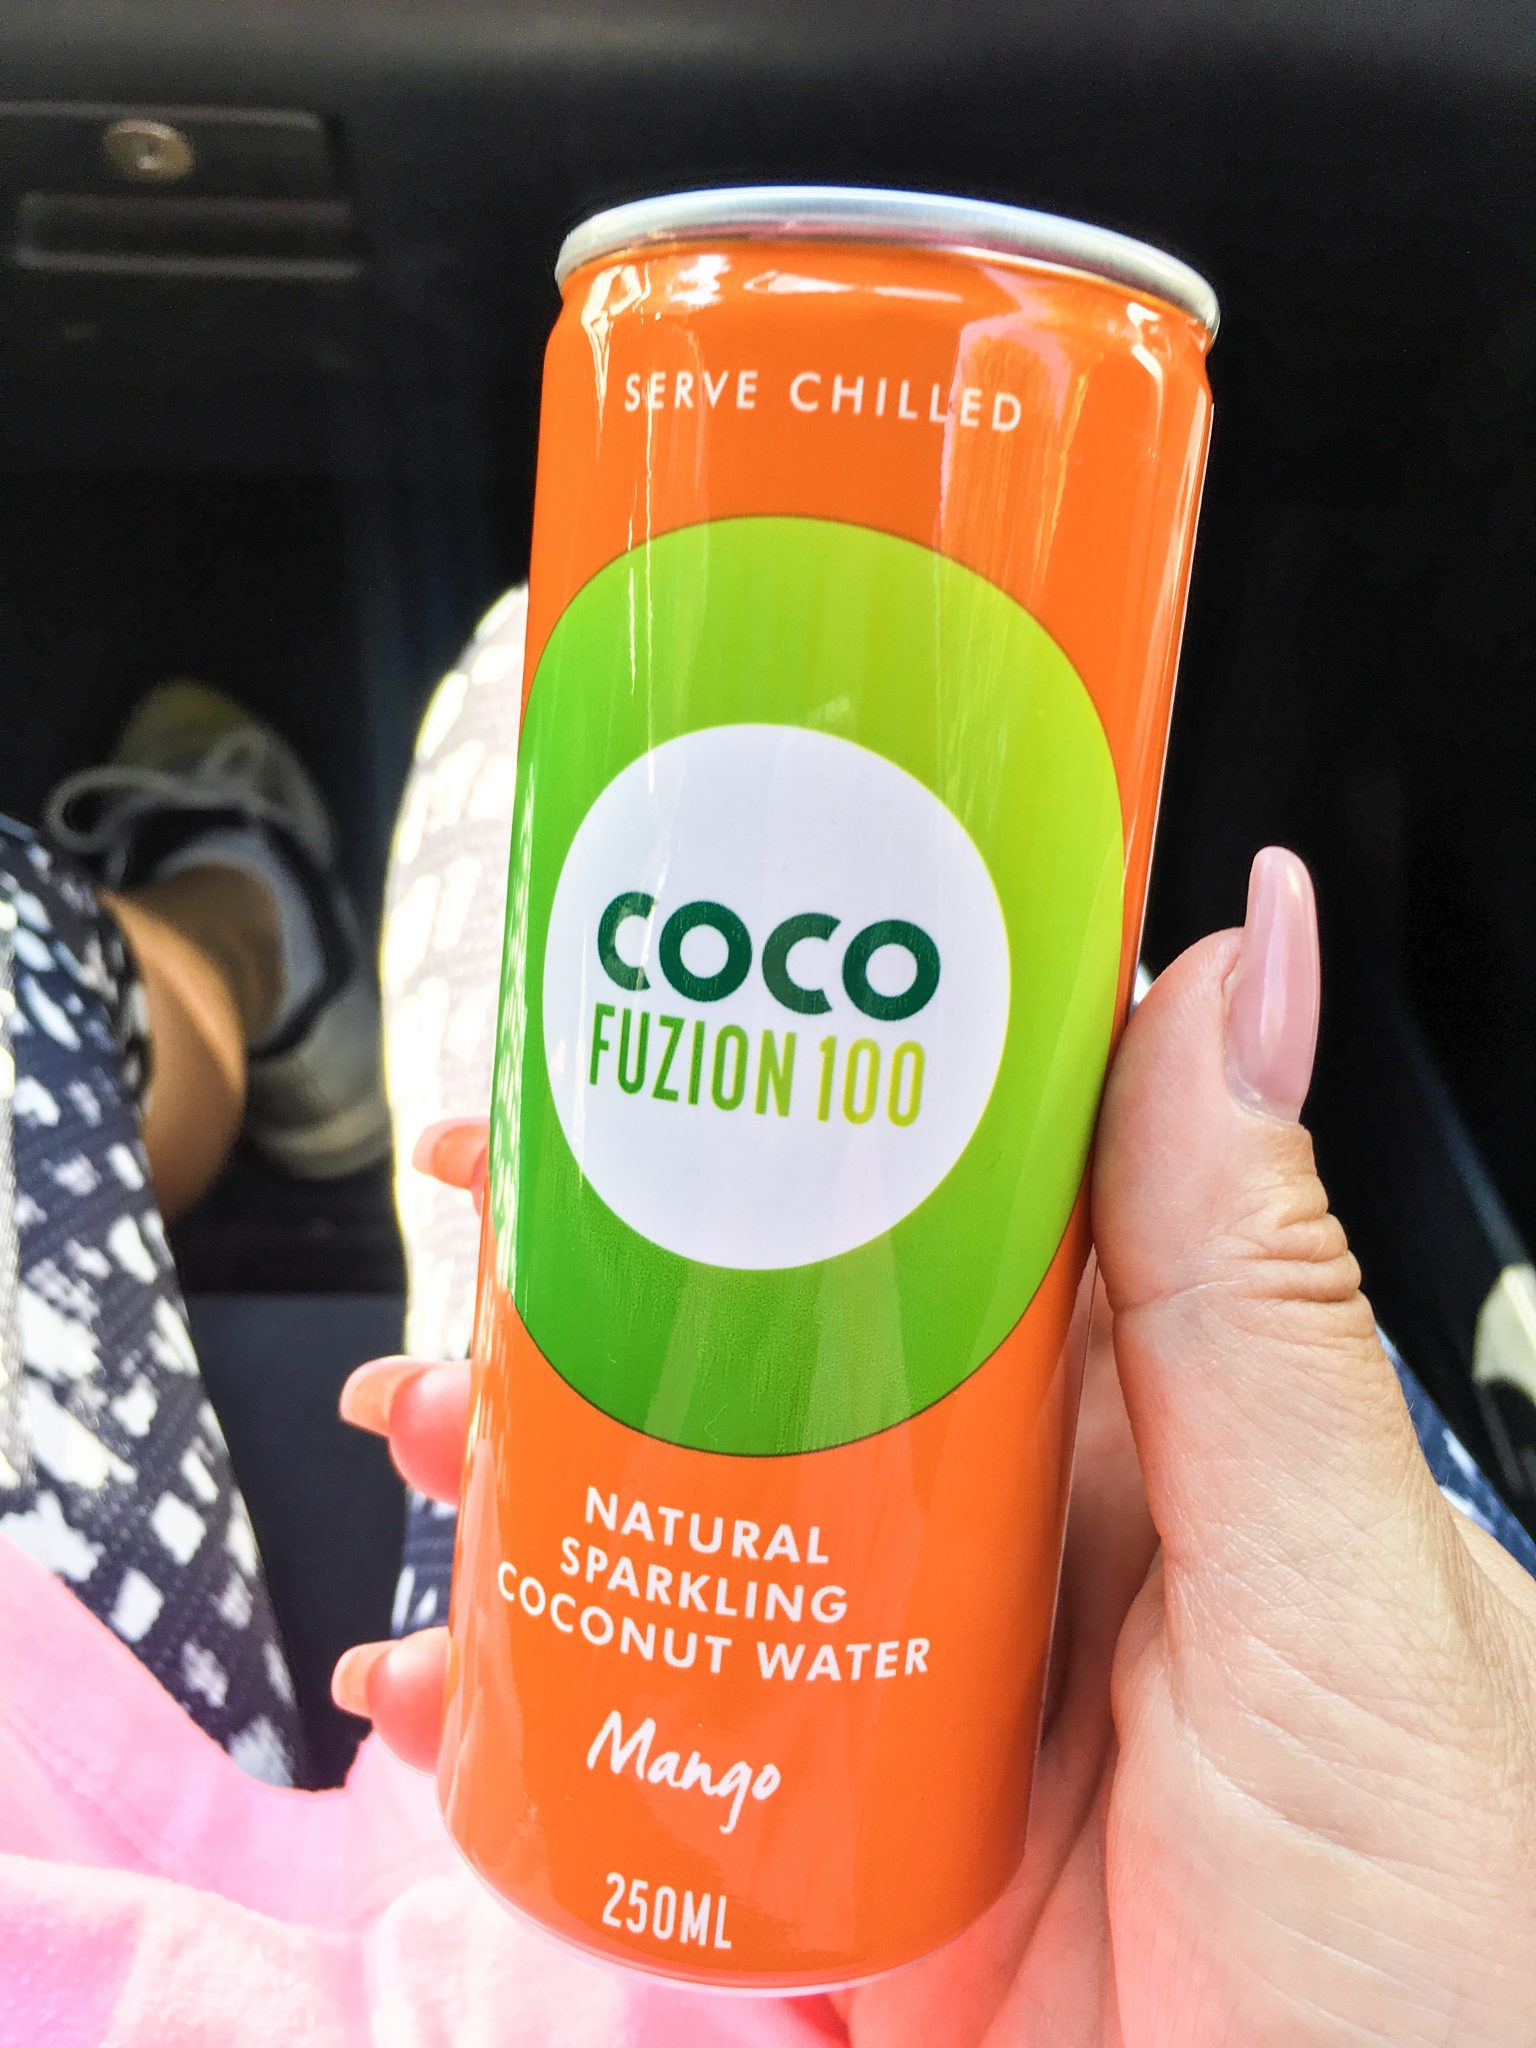 SERVE CHILLED
COCO
FUZION 100
NATURAL
SPARKLING
COCONUT WATER
Mango
250ML